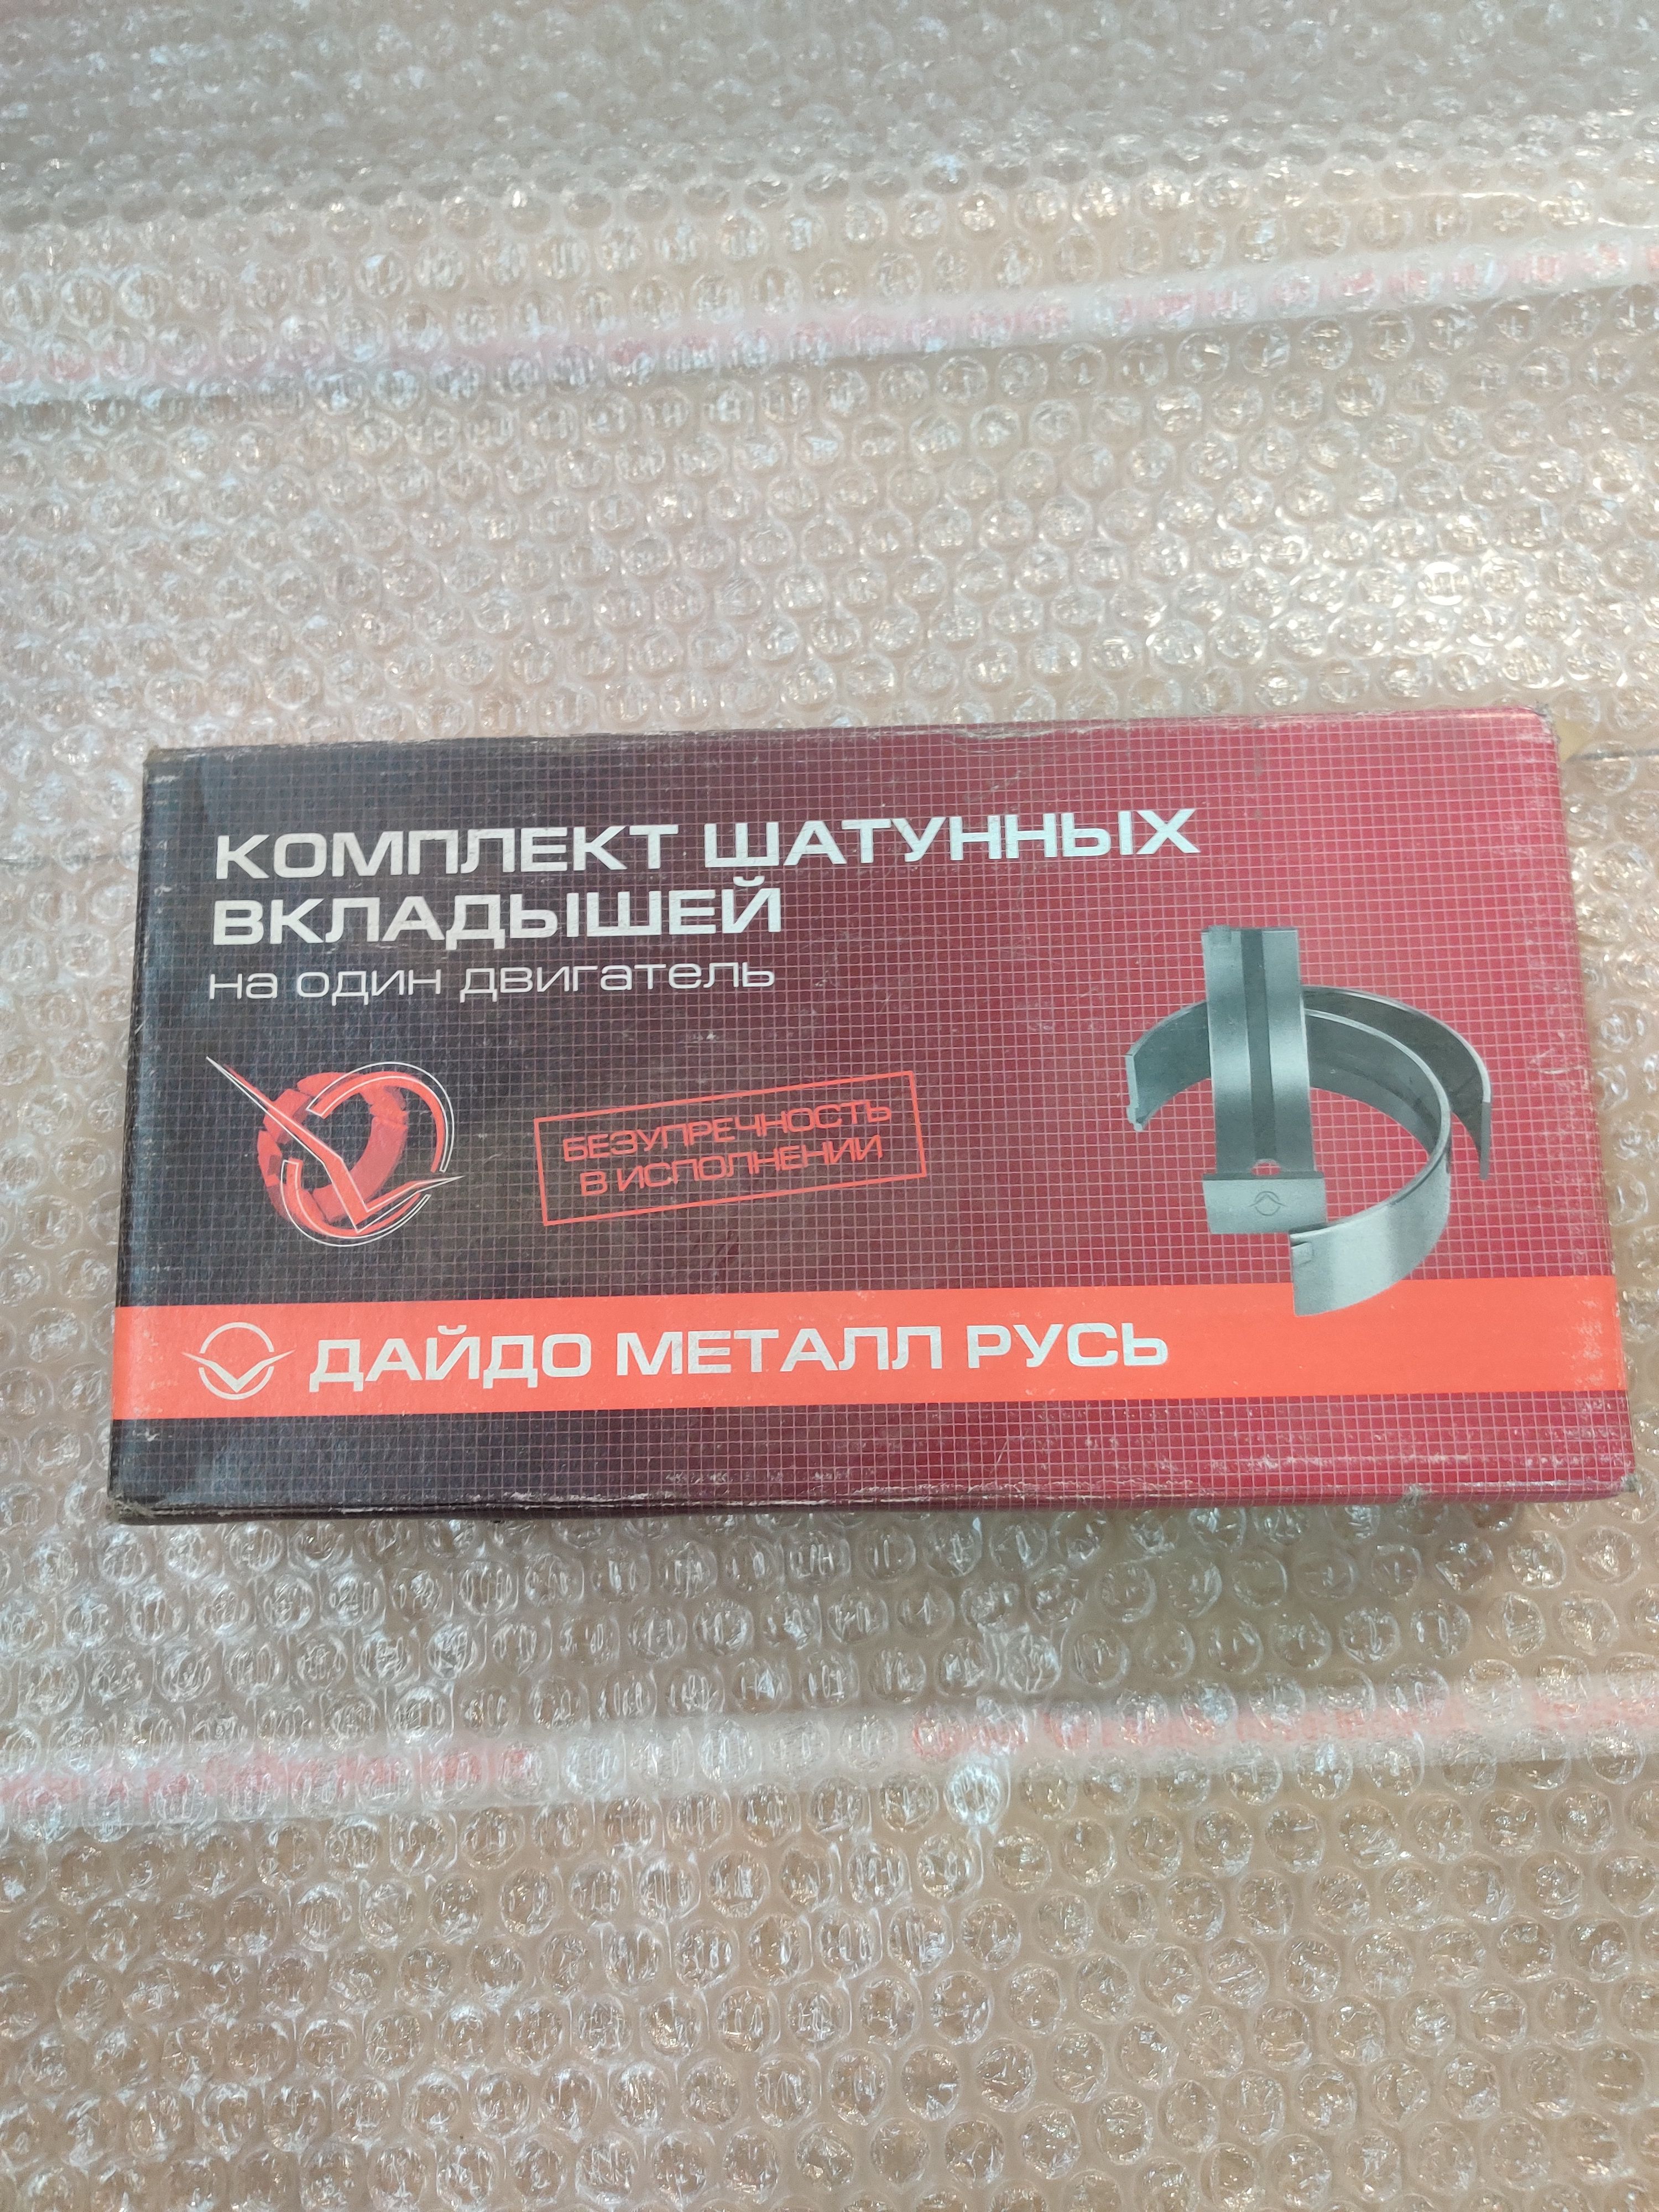 КОМПЛЕКТ ШАТУННЫХ
ВКЛАДЫШЕЙ
на один двигатель
БЕЗУПРЕЧНОСТЬ
В ИСПОЛНЕНИИ
ДАЙДО МЕТАЛЛ РУСЬ